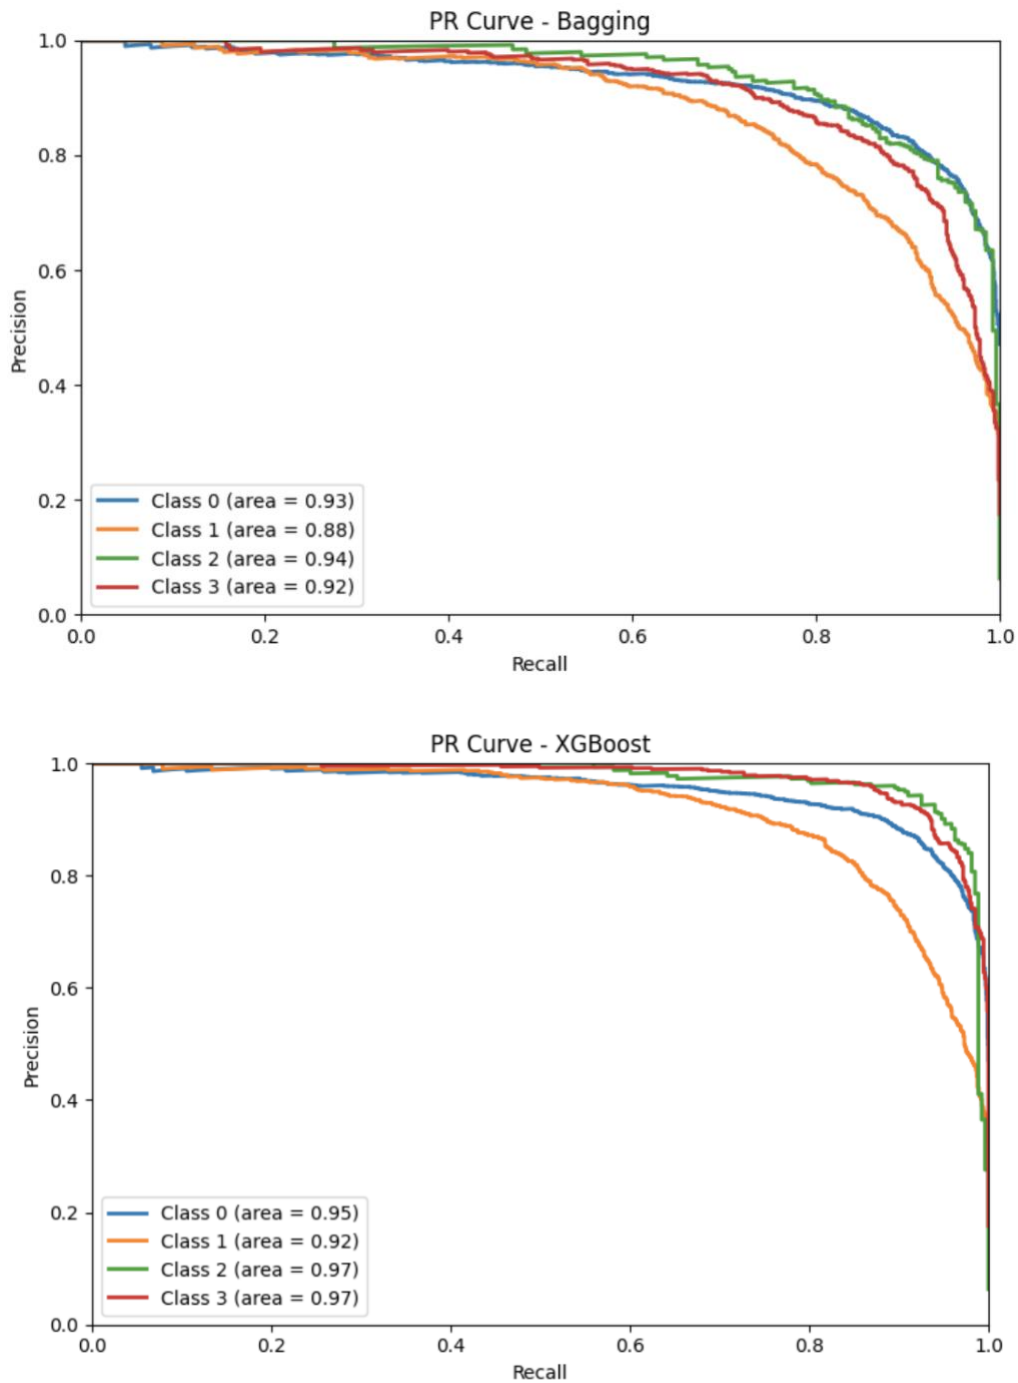 PR Curve - Bagging
1.0
0.8
0.6
0.4
0.2
0.0
Precision
Class 0 (area = 0.93)
Class 1 (area = 0.88)
Class 2 (area = 0.94)
Class 3 (area = 0.92)
0.0 0.2 0.4 0.6 0.8 1.0
Recall
PR Curve - XGBoost
1.0
0.8
0.6
0.4
0.2
0.0
Precision
Class 0 (area = 0.95)
Class 1 (area = 0.92)
Class 2 (area = 0.97)
Class 3 (area = 0.97)
0.0 0.2 0.4 0.6 0.8 1.0
Recall